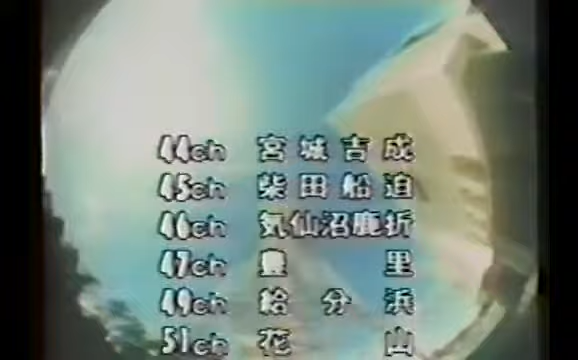 44ch 宮城吉成
45ch 柴田船迫
46ch 気仙沼鹿折
47ch 豊里
49ch 給分浜
51ch 花山